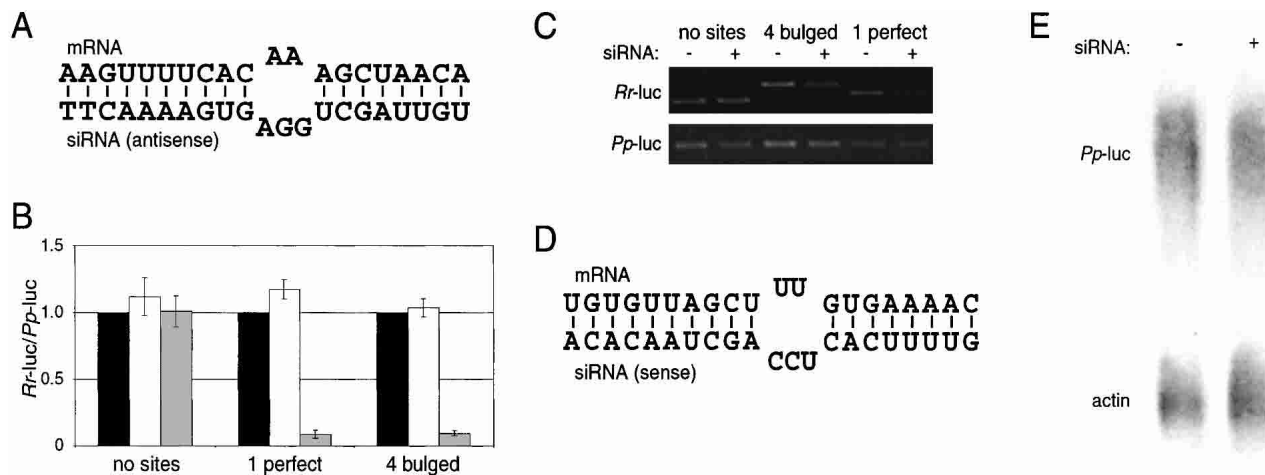 A
mRNA
AA
AAGUUUUCAC AGCUAACA
TTCAAAAGUG UCGAUUGU
AGG
siRNA (antisense)
B
Rr-luc/Pp-luc
1.5
1.0
0.5
0
no sites 1 perfect 4 bulged
C
no sites 4 bulged 1 perfect
siRNA: - + - + - +
Rr-luc
Pp-luc
D
mRNA
UU
UGUGUUAGCU GUGAAAAC
ACACAAUCGA CACUUUUG
CCU
siRNA (sense)
E
siRNA: - +
Pp-luc
actin